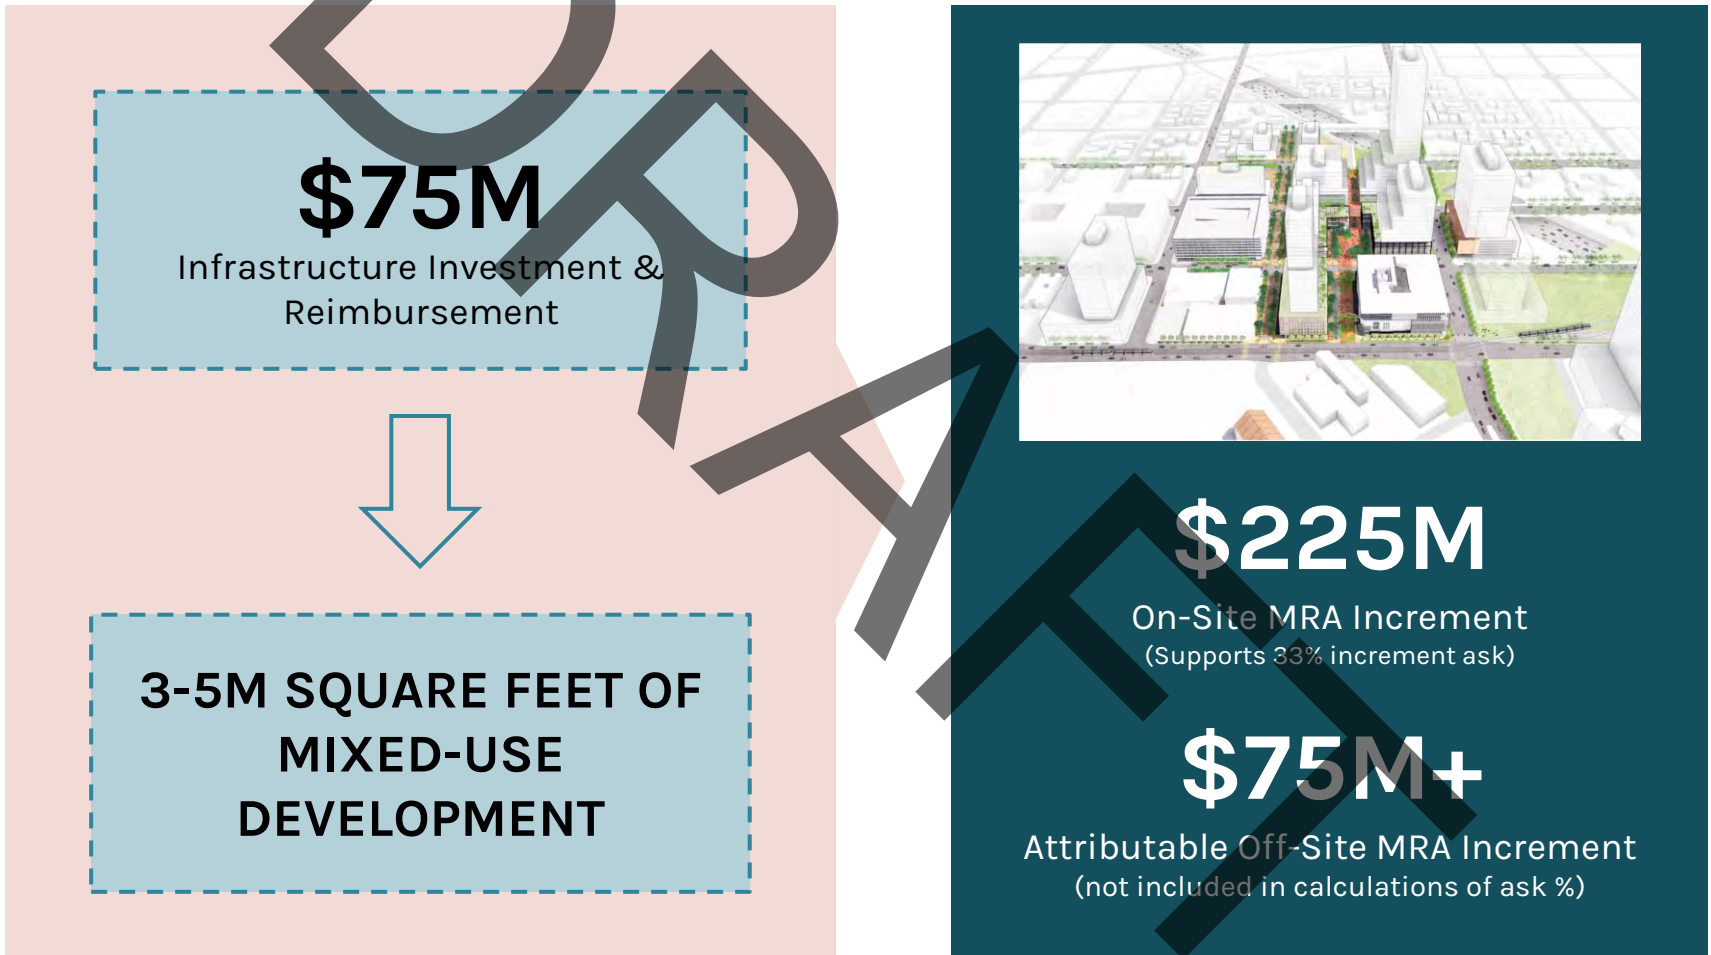 $75M
Infrastructure Investment &
Reimbursement
3-5M SQUARE FEET OF
MIXED-USE
DEVELOPMENT
$225M
On-Site MRA Increment
(Supports 33% increment ask)
$75M+
Attributable Off-Site MRA Increment
(not included in calculations of ask %)
DRAFT